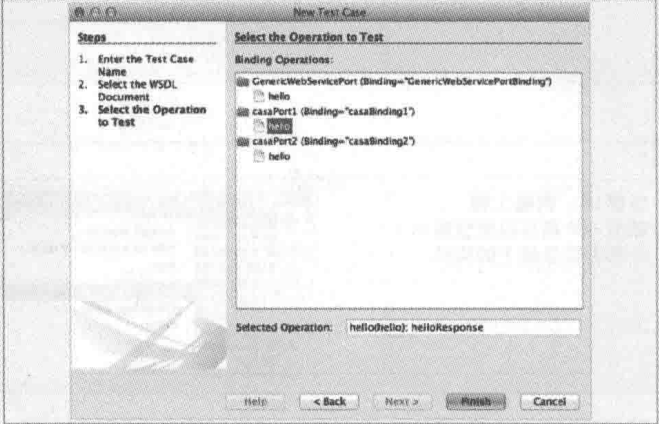 New Test Case
Steps
1. Enter the Test Case
Name
2. Select the WSDL
Document
3. Select the Operation
to Test
Select the Operation to Test
Binding Operations:
GenericWebServicePort (Binding="GenericWebServicePortBinding")
hello
casaPort1 (Binding="casaBinding1")
hello
casaPort2 (Binding="casaBinding2")
hello
Selected Operation: hello(hello): helloResponse
Help < Back Next > Finish Cancel